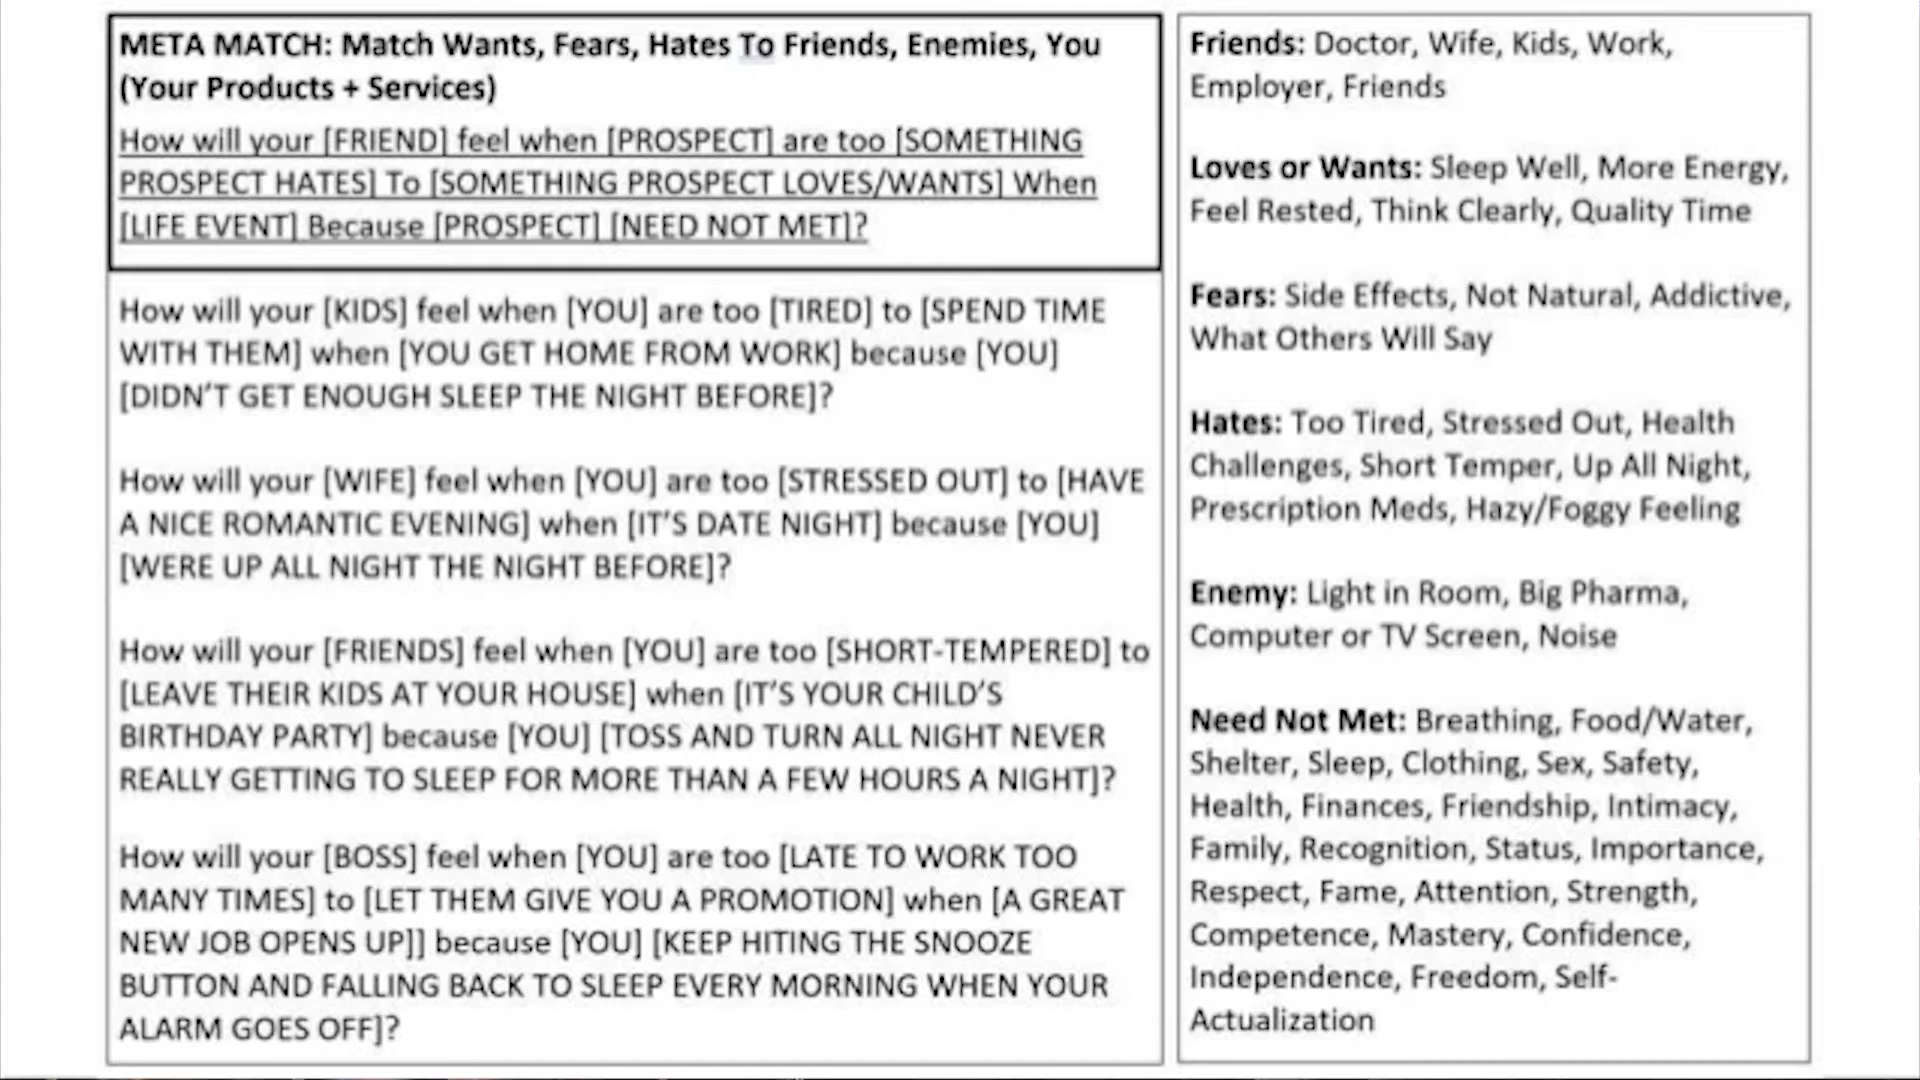 META MATCH: Match Wants, Fears, Hates To Friends, Enemies, You
(Your Products + Services)
How will your [FRIEND] feel when [PROSPECT] are too [SOMETHING
PROSPECT HATES] To [SOMETHING PROSPECT LOVES/WANTS] When
[LIFE EVENT] Because [PROSPECT] [NEED NOT MET]?
How will your [KIDS] feel when [YOU] are too [TIRED] to [SPEND TIME
WITH THEM] when [YOU GET HOME FROM WORK] because [YOU]
[DIDN'T GET ENOUGH SLEEP THE NIGHT BEFORE]?
How will your [WIFE] feel when [YOU] are too [STRESSED OUT] to [HAVE
A NICE ROMANTIC EVENING] when [IT'S DATE NIGHT] because [YOU]
[WERE UP ALL NIGHT THE NIGHT BEFORE]?
How will your [FRIENDS] feel when [YOU] are too [SHORT-TEMPERED] to
[LEAVE THEIR KIDS AT YOUR HOUSE] when [IT'S YOUR CHILD'S
BIRTHDAY PARTY] because [YOU] [TOSS AND TURN ALL NIGHT NEVER
REALLY GETTING TO SLEEP FOR MORE THAN A FEW HOURS A NIGHT]?
How will your [BOSS] feel when [YOU] are too [LATE TO WORK TOO
MANY TIMES] to [LET THEM GIVE YOU A PROMOTION] when [A GREAT
NEW JOB OPENS UP]] because [YOU] [KEEP HITING THE SNOOZE
BUTTON AND FALLING BACK TO SLEEP EVERY MORNING WHEN YOUR
ALARM GOES OFF]?
Friends: Doctor, Wife, Kids, Work,
Employer, Friends
Loves or Wants: Sleep Well, More Energy,
Feel Rested, Think Clearly, Quality Time
Fears: Side Effects, Not Natural, Addictive,
What Others Will Say
Hates: Too Tired, Stressed Out, Health
Challenges, Short Temper, Up All Night,
Prescription Meds, Hazy/Foggy Feeling
Enemy: Light in Room, Big Pharma,
Computer or TV Screen, Noise
Need Not Met: Breathing, Food/Water,
Shelter, Sleep, Clothing, Sex, Safety,
Health, Finances, Friendship, Intimacy,
Family, Recognition, Status, Importance,
Respect, Fame, Attention, Strength,
Competence, Mastery, Confidence,
Independence, Freedom, Self-
Actualization